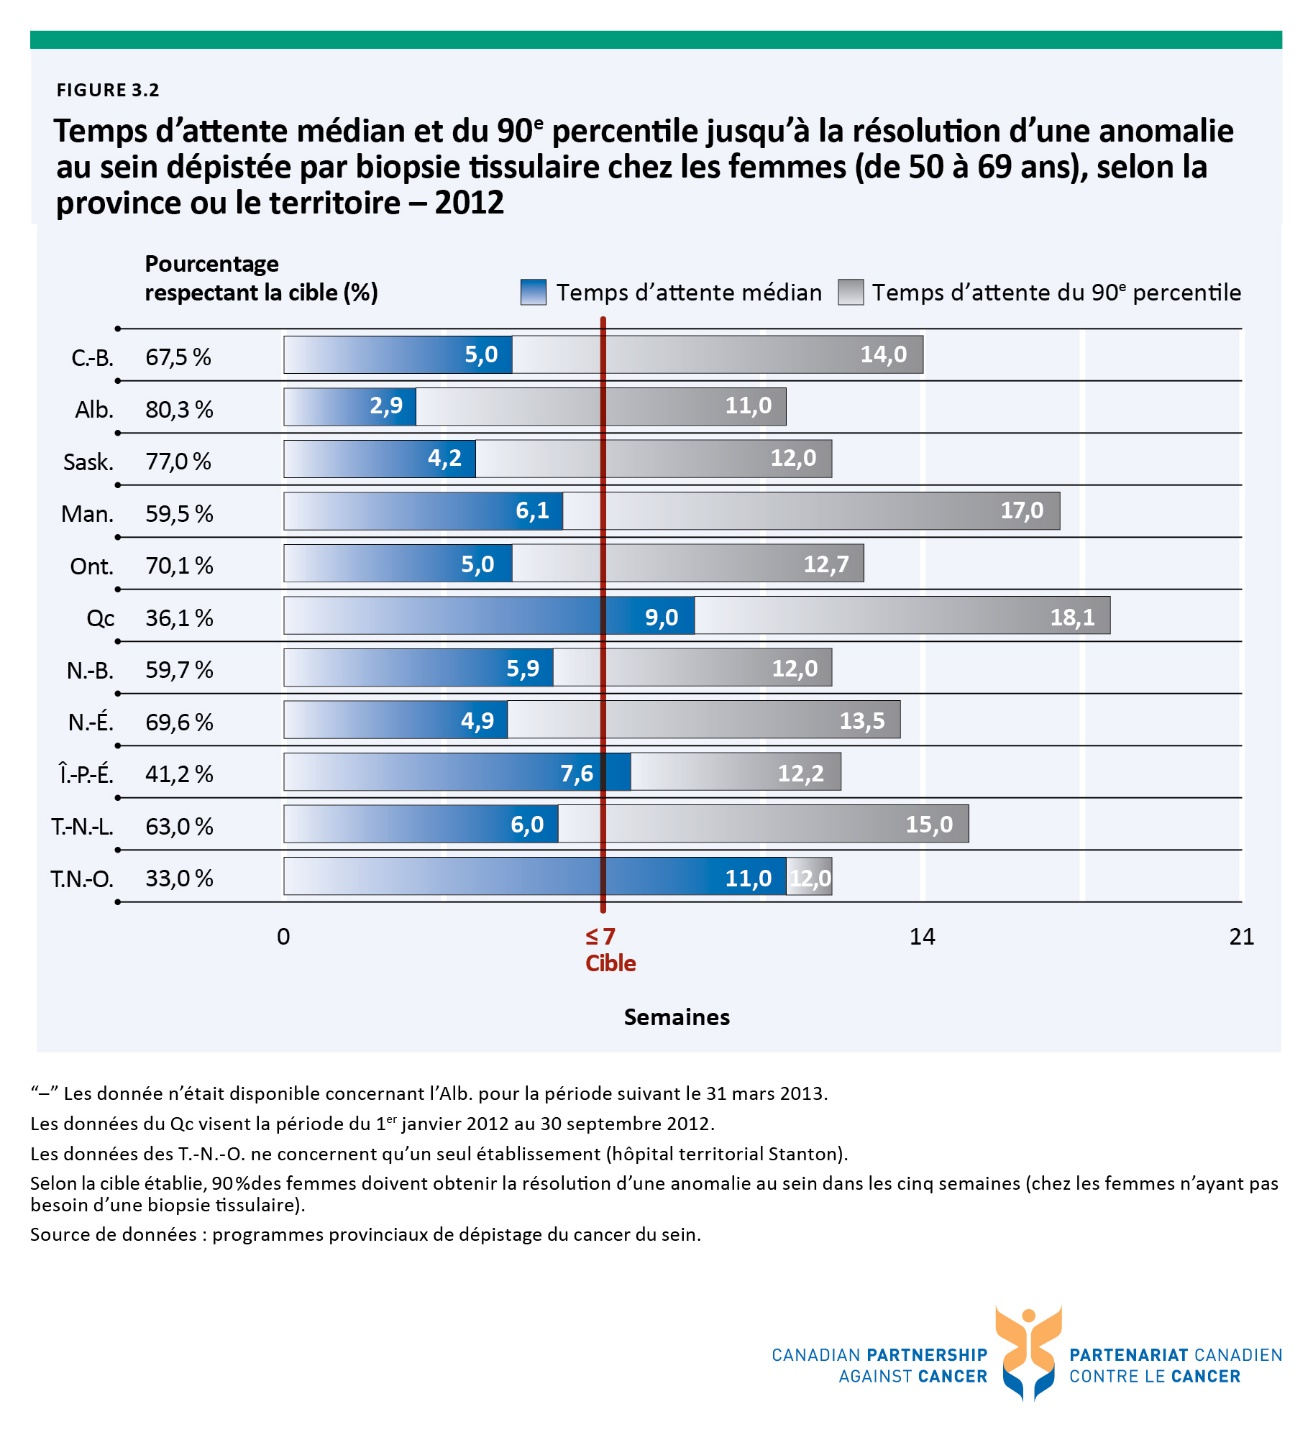 FIGURE 3.2
Temps d’attente médian et du 90e percentile jusqu’à la résolution d’une anomalie
au sein dépistée par biopsie tissulaire chez les femmes (de 50 à 69 ans), selon la
province ou le territoire – 2012
Pourcentage
respectant la cible (%)
Temps d’attente médian
Temps d’attente du 90e percentile
C.-B. 67,5 % 5,0 14,0
Alb. 80,3 % 2,9 11,0
Sask. 77,0 % 4,2 12,0
Man. 59,5 % 6,1 17,0
Ont. 70,1 % 5,0 12,7
Qc 36,1 % 9,0 18,1
N.-B. 59,7 % 5,9 12,0
N.-É. 69,6 % 4,9 13,5
Î.-P.-É. 41,2 % 7,6 12,2
T.-N.-L. 63,0 % 6,0 15,0
T.N.-O. 33,0 % 11,0 12,0
0 ≤ 7 14 21
Cible
Semaines
“–” Les donnée n’était disponible concernant l’Alb. pour la période suivant le 31 mars 2013.
Les données du Qc visent la période du 1er janvier 2012 au 30 septembre 2012.
Les données des T.-N.-O. ne concernent qu’un seul établissement (hôpital territorial Stanton).
Selon la cible établie, 90 %des femmes doivent obtenir la résolution d’une anomalie au sein dans les cinq semaines (chez les femmes n’ayant pas
besoin d’une biopsie tissulaire).
Source de données : programmes provinciaux de dépistage du cancer du sein.
CANADIAN PARTNERSHIP
AGAINST CANCER
PARTENARIAT CANADIEN
CONTRE LE CANCER